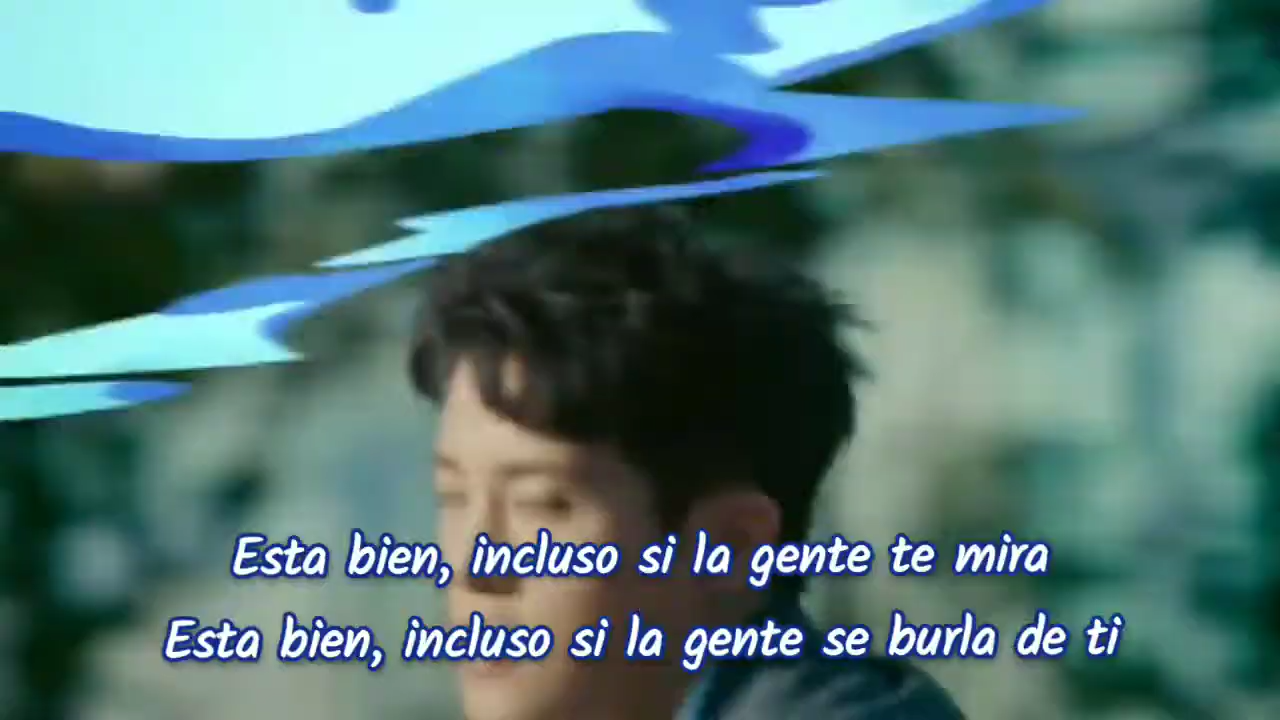 Esta bien, incluso si la gente te mira
Esta bien, incluso si la gente se burla de ti